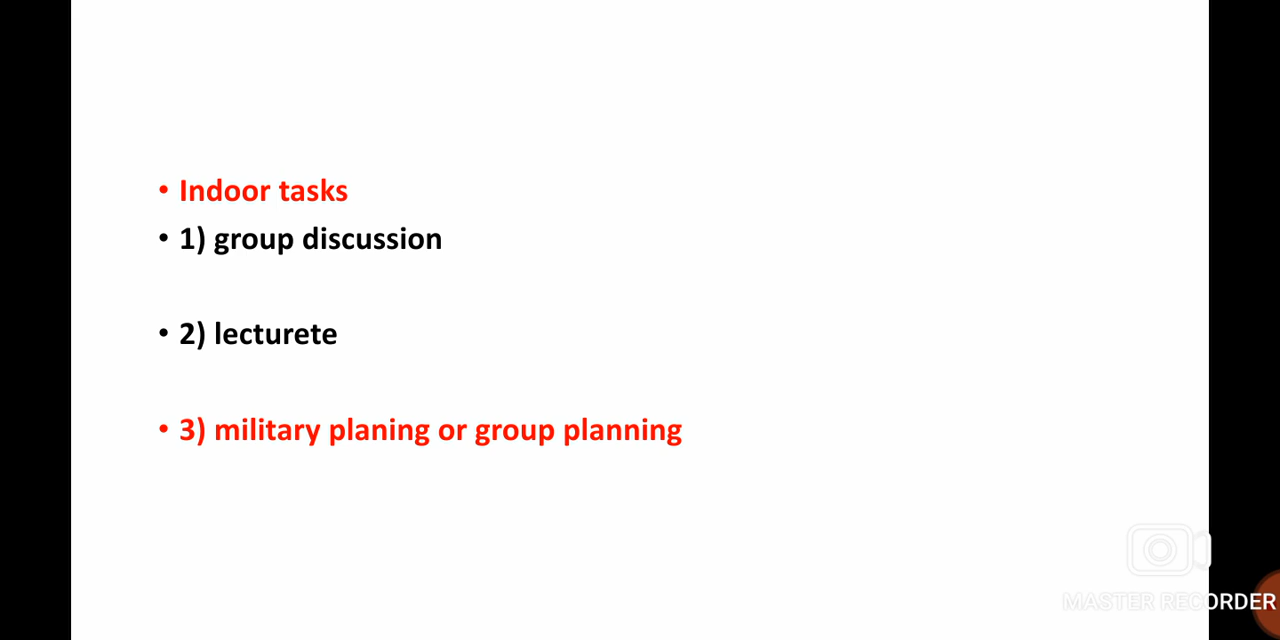 • Indoor tasks
• 1) group discussion
• 2) lecturete
• 3) military planing or group planning
MASTER RECORDER